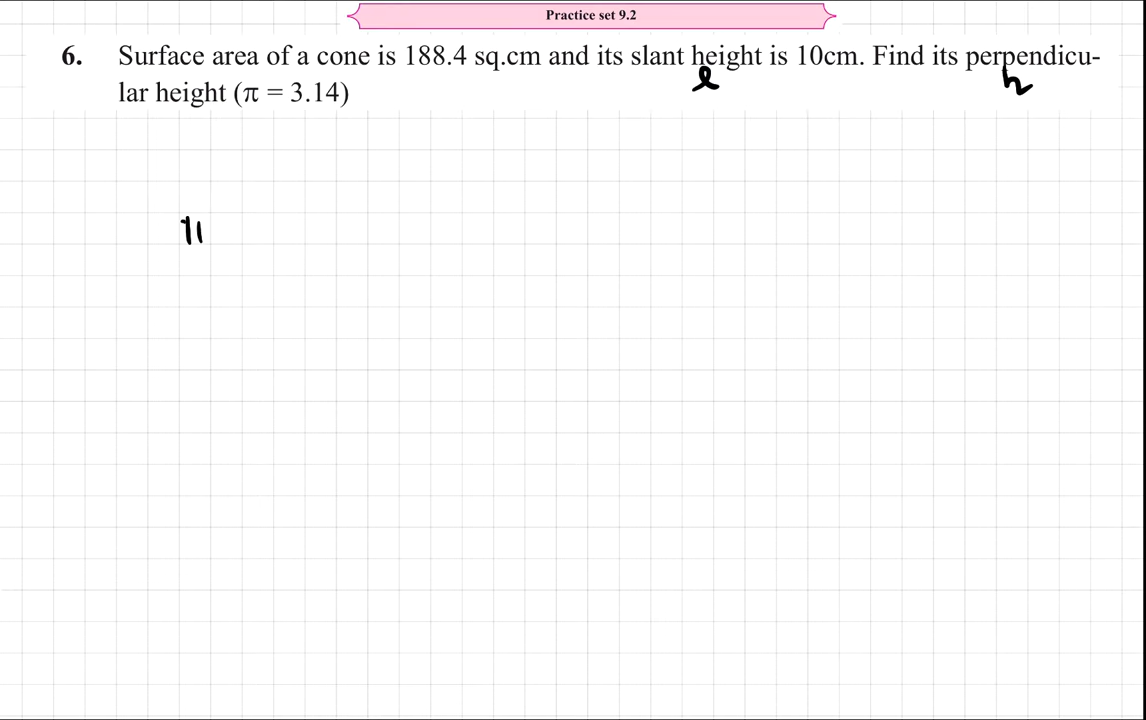 Practice set 9.2
6. Surface area of a cone is 188.4 sq.cm and its slant height is 10cm. Find its perpendicu-
l h
lar height (π = 3.14)